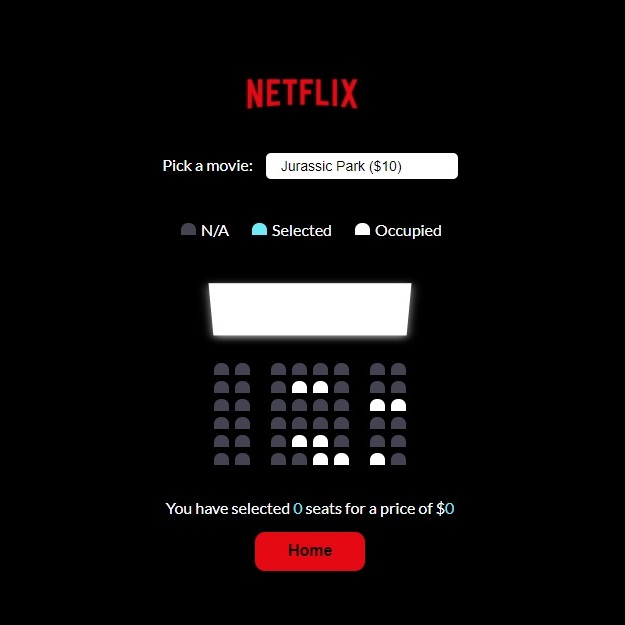 NETFLIX
Pick a movie: Jurassic Park ($10)
N/A Selected Occupied
You have selected 0 seats for a price of $0
Home